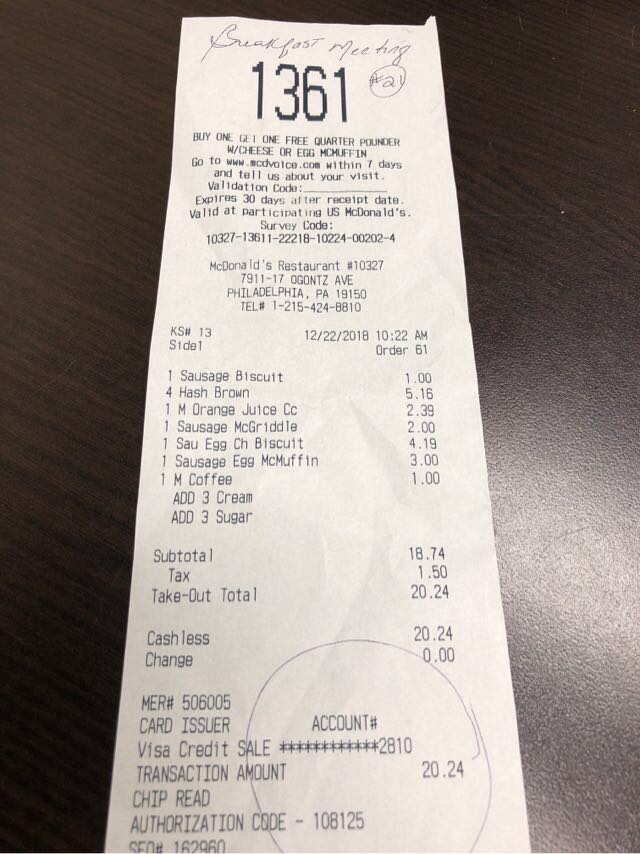 Breakfast Meeting
1361 #21
BUY ONE GET ONE FREE QUARTER POUNDER
W/CHEESE OR EGG MCMUFFIN
Go to www.mcdvoice.com within 7 days
and tell us about your visit.
Validation Code:__________
Expires 30 days after receipt date.
Valid at participating US McDonald's.
Survey Code:
10327-13611-22218-10224-00202-4
McDonald's Restaurant #10327
7911-17 OGONTZ AVE
PHILADELPHIA, PA 19150
TEL# 1-215-424-8810
KS# 13 12/22/2018 10:22 AM
Side1 Order 61
1 Sausage Biscuit 1.00
4 Hash Brown 5.16
1 M Orange Juice Cc 2.39
1 Sausage McGriddle 2.00
1 Sau Egg Ch Biscuit 4.19
1 Sausage Egg McMuffin 3.00
1 M Coffee 1.00
ADD 3 Cream
ADD 3 Sugar
Subtotal 18.74
Tax 1.50
Take-Out Total 20.24
Cashless 20.24
Change 0.00
MER# 506005
CARD ISSUER ACCOUNT#
Visa Credit SALE ************2810
TRANSACTION AMOUNT 20.24
CHIP READ
AUTHORIZATION CODE - 108125
SEQ# 162960